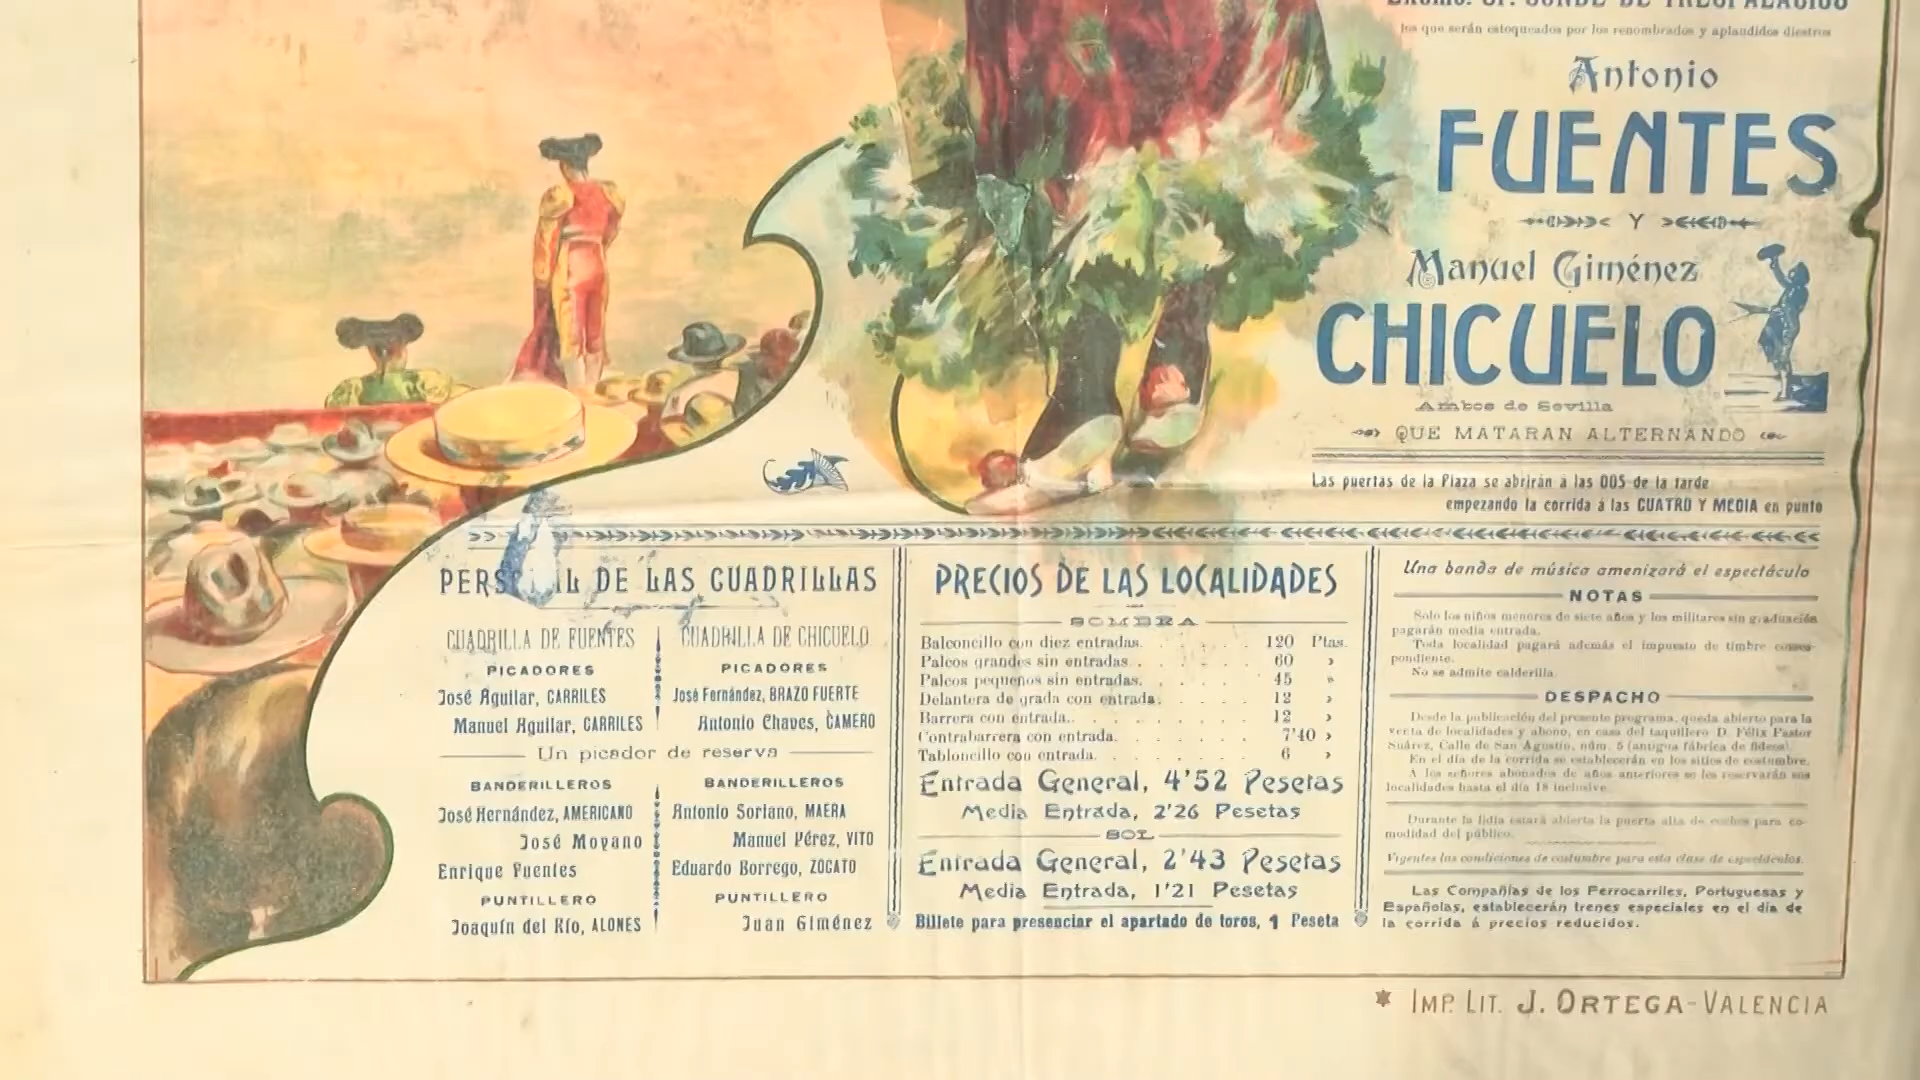 EXCMO. SR. CONDE DE TRESPALACIOS
los que serán estoqueados por los renombrados y aplaudidos diestros
Antonio
FUENTES
Y
Manuel Giménez
CHICUELO
Ambos de Sevilla
QUE MATARAN ALTERNANDO
Las puertas de la Plaza se abrirán á las DOS de la tarde
empezando la corrida á las CUATRO Y MEDIA en punto
PERS L DE LAS CUADRILLAS
CUADRILLA DE FUENTES
PICADORES
José Aguilar, CARRILES
Manuel Aguilar, CARRILES
CUADRILLA DE CHICUELO
PICADORES
José Fernández, BRAZO FUERTE
Antonio Chaves, CAMERO
Un picador de reserva
BANDERILLEROS
José Hernández, AMERICANO
José Moyano
Enrique Fuentes
PUNTILLERO
Joaquín del Río, ALONES
BANDERILLEROS
Antonio Soriano, MAERA
Manuel Pérez, VITO
Eduardo Borrego, ZOCATO
PUNTILLERO
Juan Giménez
PRECIOS DE LAS LOCALIDADES
SOMBRA
Balconcillo con diez entradas. 120 Ptas.
Palcos grandes sin entradas. 60 »
Palcos pequenos sin entradas. 45 »
Delantera de grada con entrada. 12 »
Barrera con entrada. 12 »
Contrabarrera con entrada. 7'40 »
Tabloncillo con entrada. 6 »
Entrada General, 4'52 Pesetas
Media Entrada, 2'26 Pesetas
SOL
Entrada General, 2'43 Pesetas
Media Entrada, 1'21 Pesetas
Billete para presenciar el apartado de toros, 1 Peseta
Una banda de música amenizará el espectáculo
NOTAS
Solo los niños menores de siete años y los militares sin graduación
pagarán media entrada.
Toda localidad pagará además el impuesto de timbre corres-
pondiente.
No se admite calderilla.
DESPACHO
Desde la publicación del presente programa, queda abierto para la
venta de localidades y abono, en casa del taquillero D. Félix Pastor
Suárez, Calle de San Agustín, núm. 5 (antigua fábrica de fideos).
En el día de la corrida se establecerán en los sitios de costumbre.
A los señores abonados de años anteriores se les reservarán sus
localidades hasta el día 18 inclusive.
Durante la lidia estará abierta la puerta alta de coches para co-
modidad del público.
Vigentes las condiciones de costumbre para esta clase de espectáculos.
Las Compañías de los Ferrocarriles, Portuguesas y
Españolas, establecerán trenes especiales en el día de
la corrida á precios reducidos.
IMP. LIT. J. ORTEGA-VALENCIA